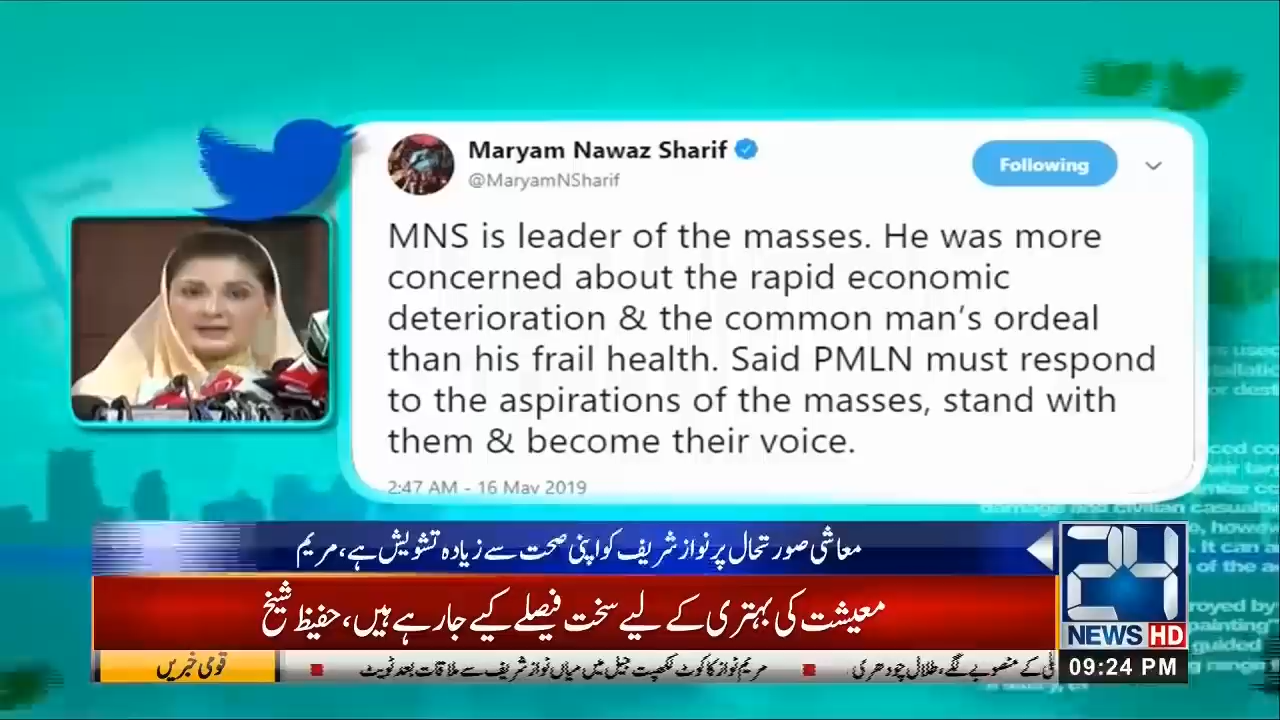 Maryam Nawaz Sharif
Following
@MaryamNSharif
MNS is leader of the masses. He was more
concerned about the rapid economic
deterioration & the common man's ordeal
than his frail health. Said PMLN must respond
to the aspirations of the masses, stand with
them & become their voice.
2:47 AM - 16 May 2019
معاشی صورتحال پر نواز شریف کو اپنی صحت سے زیادہ تشویش ہے، مریم
معیشت کی بہتری کے لیے سخت فیصلے کیے جارہے ہیں، حفیظ شیخ
24
NEWS HD
قومی خبریں
کے منصوبے لگے، طلال چودھری ■ مریم نواز کا کوٹ لکھپت جیل میں میاں نواز شریف سے ملاقات بعد ٹویٹ ■
09:24 PM